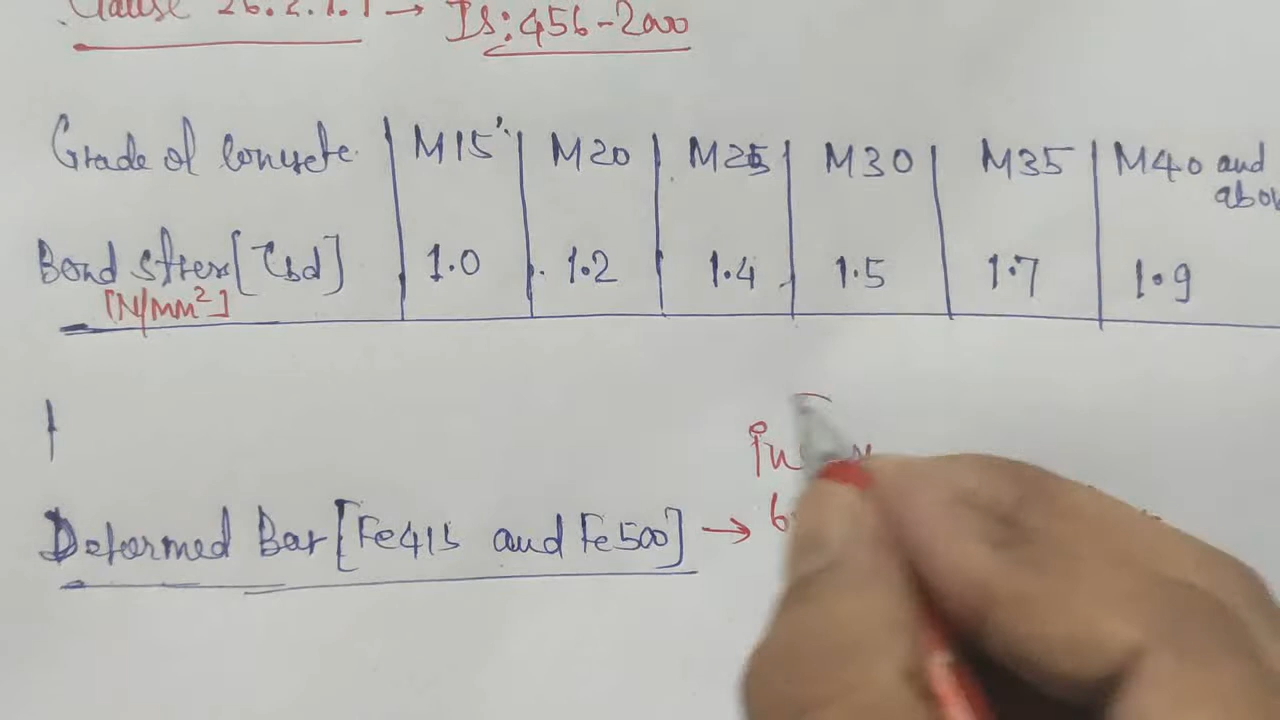 Clause 26.2.1.1 → IS:456-2000
Grade of Concrete M15 M20 M25 M30 M35 M40 and above
Bond stress [τbd] 1.0 1.2 1.4 1.5 1.7 1.9
[N/mm²]
Deformed Bar [Fe415 and Fe500] →